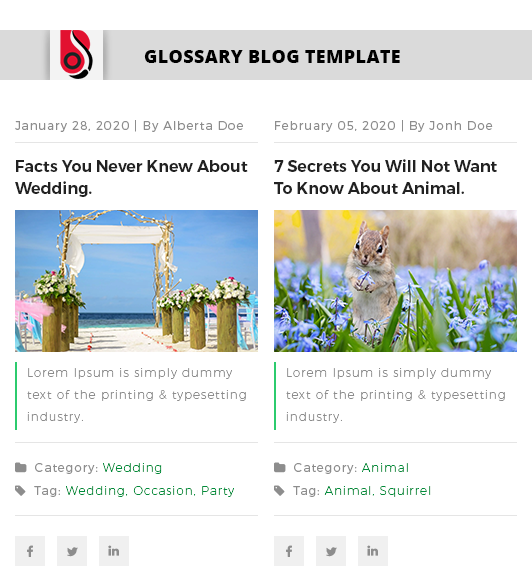 GLOSSARY BLOG TEMPLATE
January 28, 2020 | By Alberta Doe
Facts You Never Knew About
Wedding.
Lorem Ipsum is simply dummy
text of the printing & typesetting
industry.
Category: Wedding
Tag: Wedding, Occasion, Party
February 05, 2020 | By Jonh Doe
7 Secrets You Will Not Want
To Know About Animal.
Lorem Ipsum is simply dummy
text of the printing & typesetting
industry.
Category: Animal
Tag: Animal, Squirrel